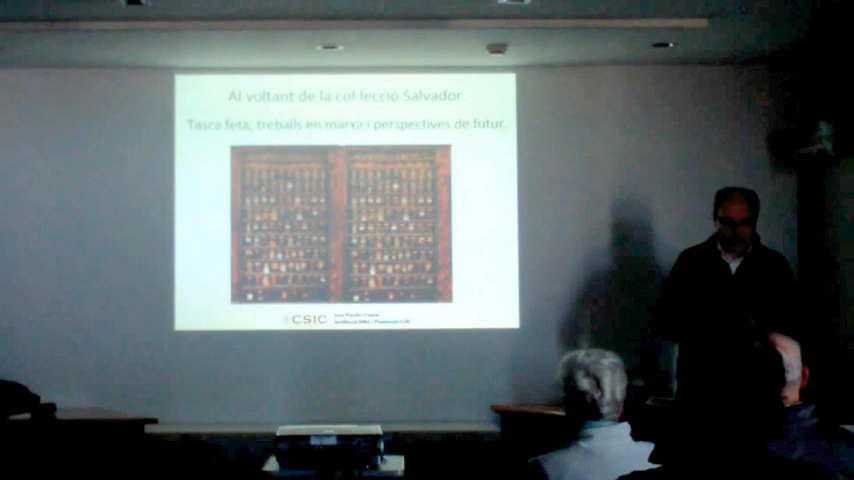 Al voltant de la col·lecció Salvador.
Tasca feta, treballs en marxa i perspectives de futur.
CSIC